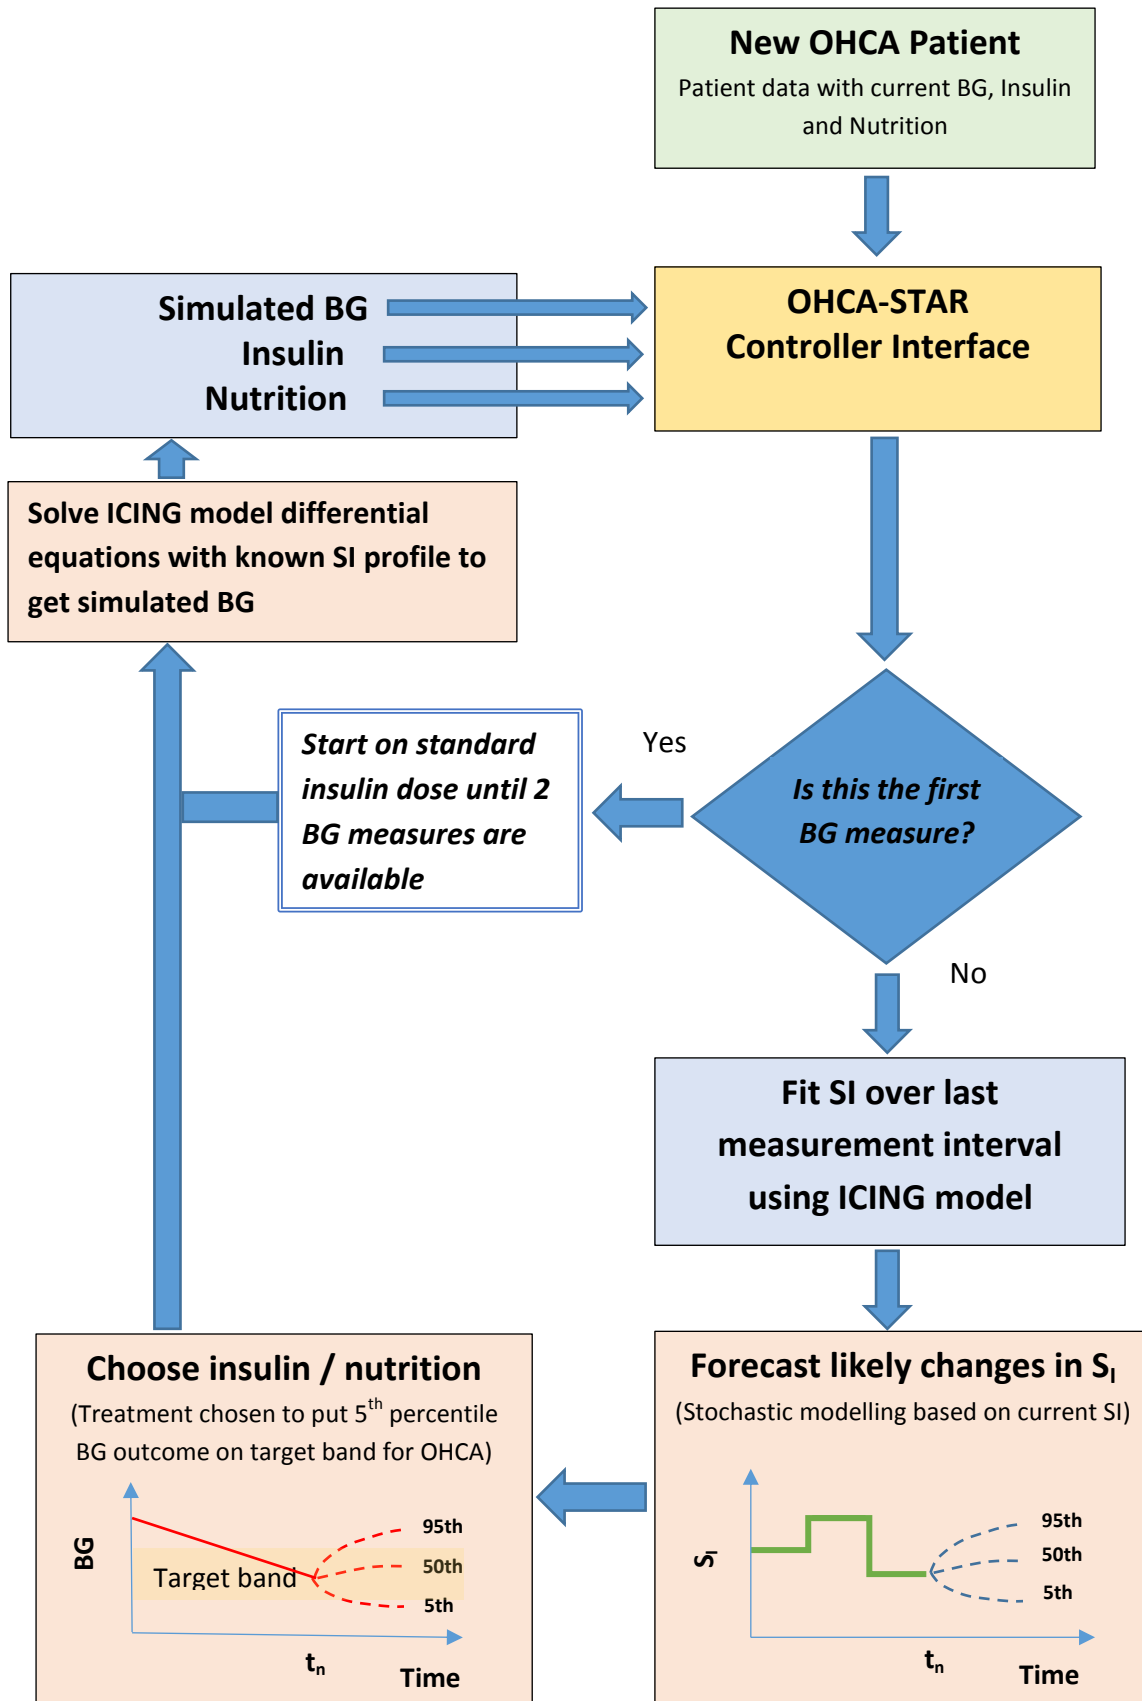 New OHCA Patient
Patient data with current BG, Insulin
and Nutrition
Simulated BG
Insulin
Nutrition
OHCA-STAR
Controller Interface
Solve ICING model differential
equations with known SI profile to
get simulated BG
Start on standard
insulin dose until 2
BG measures are
available
Yes
Is this the first
BG measure?
No
Fit SI over last
measurement interval
using ICING model
Choose insulin / nutrition
(Treatment chosen to put 5th percentile
BG outcome on target band for OHCA)
BG
Target band
95th
50th
5th
tn
Time
Forecast likely changes in SI
(Stochastic modelling based on current SI)
SI
95th
50th
5th
tn
Time